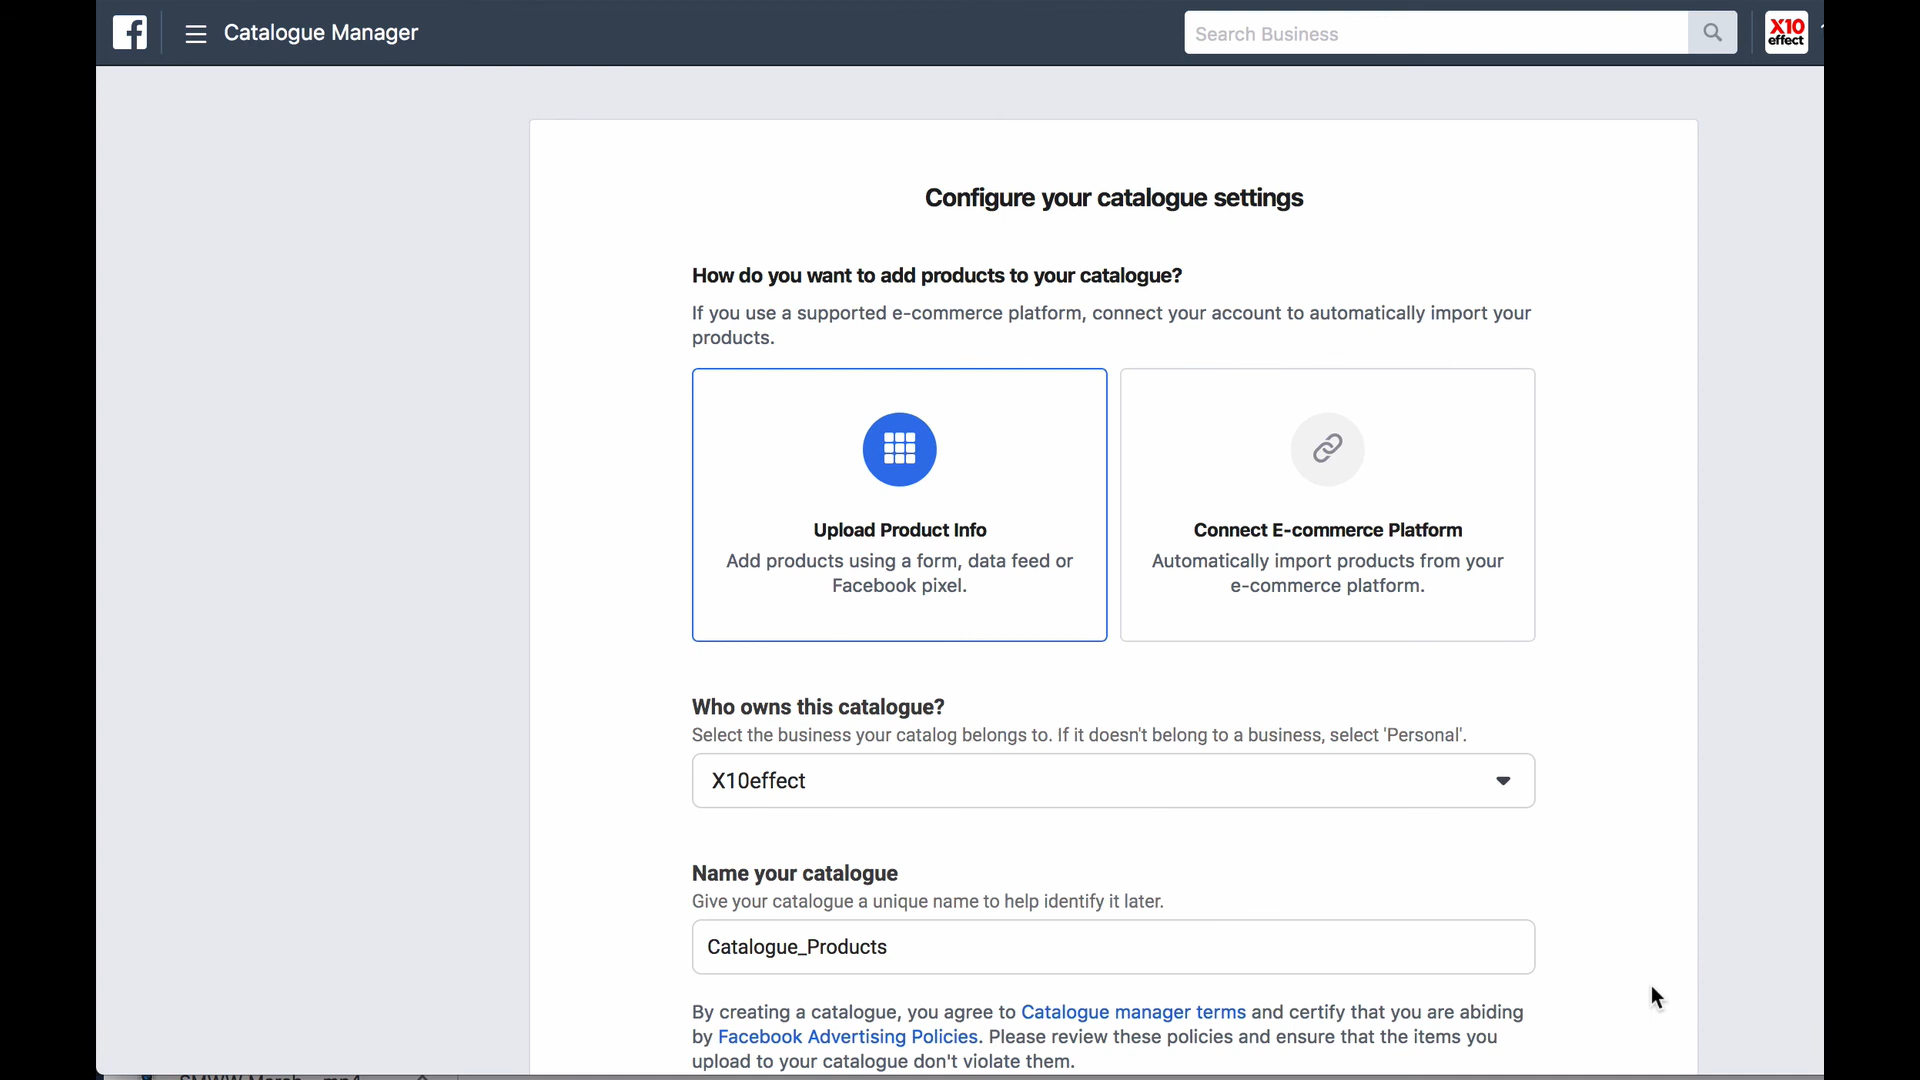 Catalogue Manager
Search Business
X10
effect
Configure your catalogue settings
How do you want to add products to your catalogue?
If you use a supported e-commerce platform, connect your account to automatically import your
products.
Upload Product Info
Add products using a form, data feed or
Facebook pixel.
Connect E-commerce Platform
Automatically import products from your
e-commerce platform.
Who owns this catalogue?
Select the business your catalog belongs to. If it doesn't belong to a business, select 'Personal'.
X10effect
Name your catalogue
Give your catalogue a unique name to help identify it later.
Catalogue_Products
By creating a catalogue, you agree to Catalogue manager terms and certify that you are abiding
by Facebook Advertising Policies. Please review these policies and ensure that the items you
upload to your catalogue don't violate them.